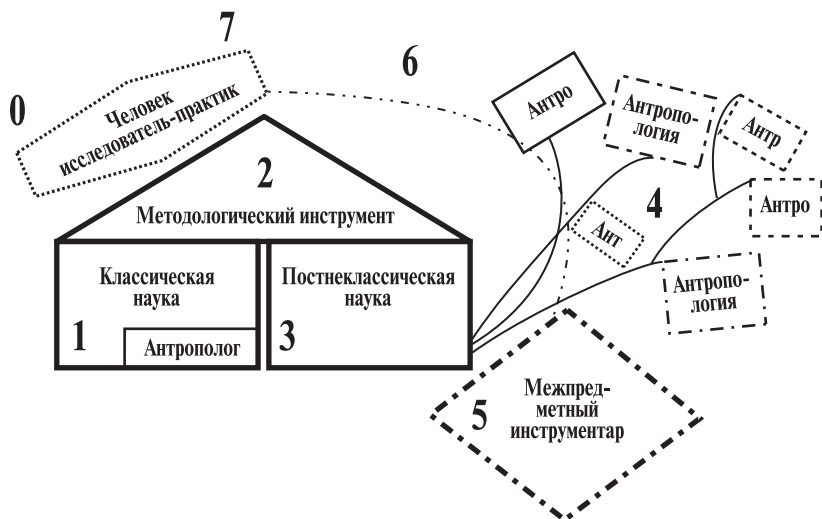 7
0
6
Человек
исследователь-практик
2
Методологический инструмент
Классическая
наука
1
Антрополог
Постнеклассическая
наука
3
Антро
Антропо-
логия
Антр
4
Ант
Антро
Антропо-
логия
5
Межпред-
метный
инструментар